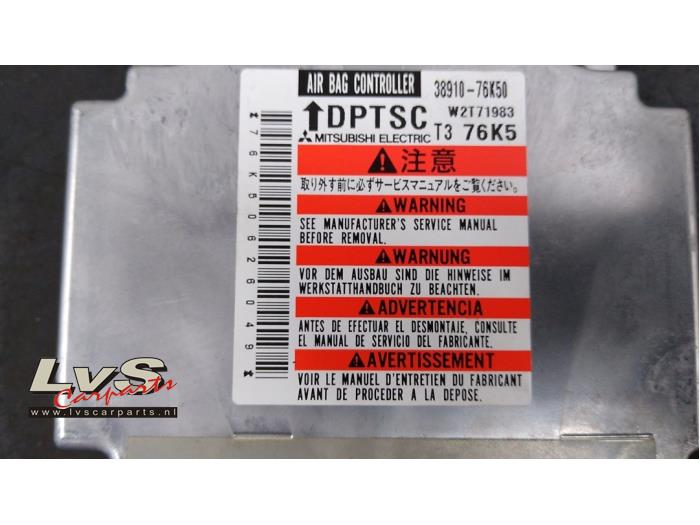 AIR BAG CONTROLLER 38910-76K50
↑DPTSC W2T71983
MITSUBISHI ELECTRIC T3 76K5
*76K50626049*
注意
取り外す前に必ずサービスマニュアルをご覧ください。
WARNING
SEE MANUFACTURER'S SERVICE MANUAL
BEFORE REMOVAL.
WARNUNG
VOR DEM AUSBAU SIND DIE HINWEISE IM
WERKSTATTHANDBUCH ZU BEACHTEN.
ADVERTENCIA
ANTES DE EFECTUAR EL DESMONTAJE, CONSULTE
EL MANUAL DE SERVICIO DEL FABRICANTE.
AVERTISSEMENT
VOIR LE MANUEL D'ENTRETIEN DU FABRICANT
AVANT DE PROCEDER A LA DEPOSE.
LvS
Carparts
www.lvscarparts.nl